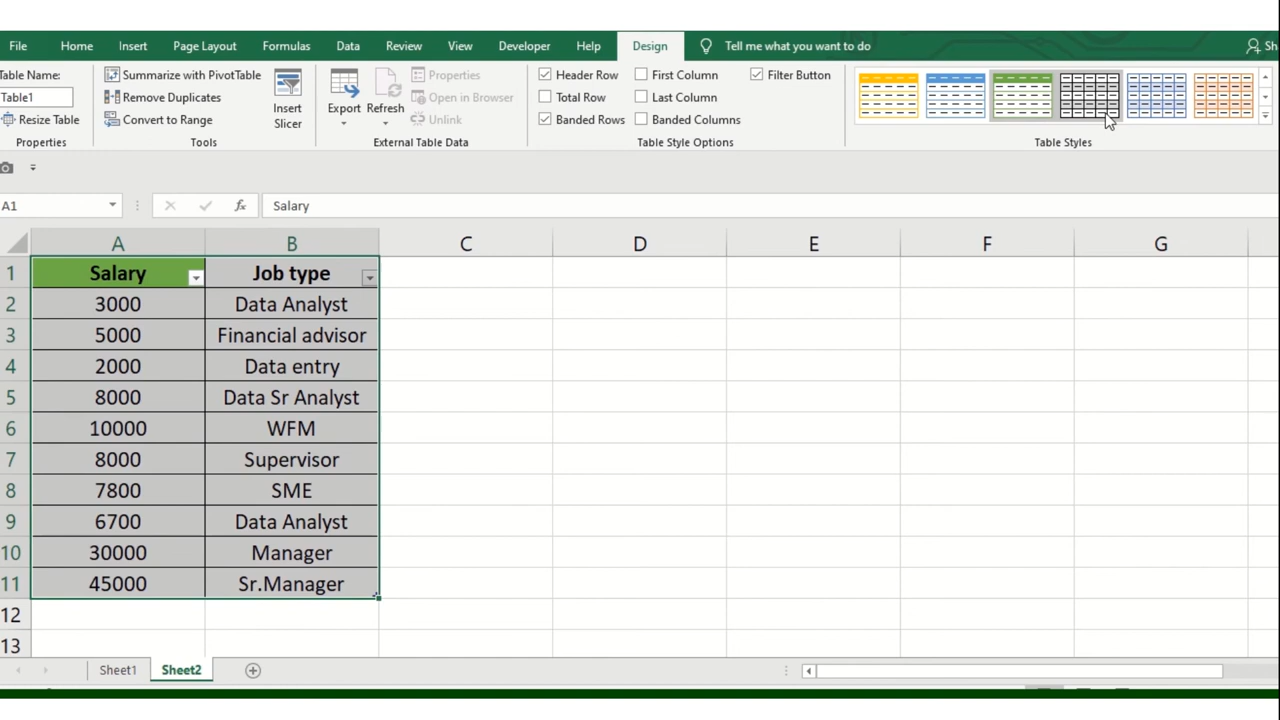 File Home Insert Page Layout Formulas Data Review View Developer Help Design Tell me what you want to do Sh
Table Name: Summarize with PivotTable Properties Header Row First Column Filter Button
Table1 Remove Duplicates Insert Slicer Export Refresh Open in Browser Total Row Last Column
Resize Table Convert to Range Unlink Banded Rows Banded Columns
Properties Tools External Table Data Table Style Options Table Styles
A1 fx Salary
A B C D E F G
1 Salary Job type
2 3000 Data Analyst
3 5000 Financial advisor
4 2000 Data entry
5 8000 Data Sr Analyst
6 10000 WFM
7 8000 Supervisor
8 7800 SME
9 6700 Data Analyst
10 30000 Manager
11 45000 Sr.Manager
12
13
Sheet1 Sheet2